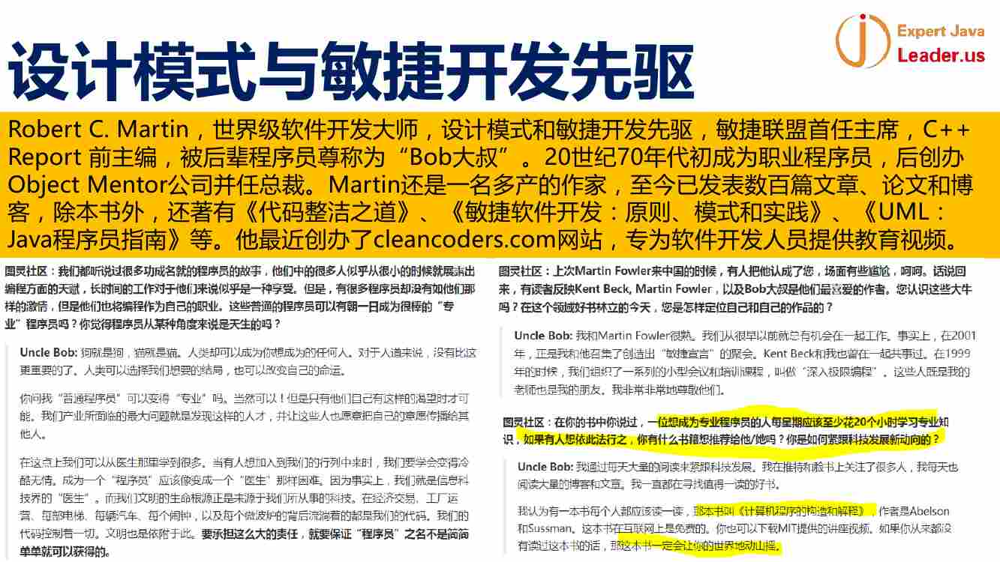 Expert Java
Leader.us
设计模式与敏捷开发先驱
Robert C. Martin，世界级软件开发大师，设计模式和敏捷开发先驱，敏捷联盟首任主席，C++
Report 前主编，被后辈程序员尊称为“Bob大叔”。20世纪70年代初成为职业程序员，后创办
Object Mentor公司并任总裁。Martin还是一名多产的作家，至今已发表数百篇文章、论文和博
客，除本书外，还著有《代码整洁之道》、《敏捷软件开发：原则、模式和实践》、《UML：
Java程序员指南》等。他最近创办了cleancoders.com网站，专为软件开发人员提供教育视频。
图灵社区：我们都听说过很多功成名就的程序员的故事，他们中的很多人似乎从很小的时候就展露出
编程方面的天赋，长时间的工作对于他们来说似乎是一种享受。但是，有很多程序员却没有如他们那
样的激情，但是他们也将编程作为自己的职业。这些普通的程序员可以有朝一日成为很棒的“专
业”程序员吗？你觉得程序员从某种角度来说是天生的吗？
Uncle Bob: 狗就是狗，猫就是猫。人类却可以成为你想成为的任何人。对于人道来说，没有比这
更重要的了。人类可以选择我们想要的结局，也可以改变自己的命运。
你问我“普通程序员”可以变得“专业”吗。当然可以！但是只有他们自己有这样的渴望时才可
能。我们产业所面临的最大问题就是发现这样的人才，并让这些人也愿意把自己的意愿传播给其
他人。
在这点上我们可以从医生那里学到很多。当有人想加入到我们的行列中来时，我们要学会变得冷
酷无情。成为一个“程序员”应该像变成一个“医生”那样困难。因为事实上，我们就是信息科
技界的“医生”。而我们文明的生命根源正是来源于我们所从事的科技。在经济交易、工厂运
营、每部电梯、每辆汽车、每个闹钟，以及每个微波炉的背后流淌着的都是我们的代码。我们的
代码控制着一切。文明也是依附于此。要承担这么大的责任，就要保证“程序员”之名不是简简
单单就可以获得的。
图灵社区：上次Martin Fowler来中国的时候，有人把他认成了您，场面有些尴尬，呵呵。话说回
来，有读者反映Kent Beck, Martin Fowler，以及Bob大叔是他们最喜爱的作者。您认识这些大牛
吗？在这个领域好书林立的今天，您是怎样定位自己和自己的作品的？
Uncle Bob: 我和Martin Fowler很熟。我们从很早以前就总有机会在一起工作。事实上，在2001
年，正是我和他召集了创造出“敏捷宣言”的聚会。Kent Beck和我也曾在一起共事过。在1999
年的时候，我们组织了一系列的小型会议和培训课程，叫做“深入极限编程”。这些人既是我的
老师也是我的朋友。我非常非常地尊敬他们。
图灵社区：在你的书中你说过，一位想成为专业程序员的人每星期应该至少花20个小时学习专业知
识，如果有人想依此法行之，你有什么书籍想推荐给他/她吗？你是如何紧跟科技发展新动向的？
Uncle Bob: 我通过每天大量的阅读来紧跟科技发展。我在推特和脸书上关注了很多人，我每天也
阅读大量的博客和文章。我一直都在寻找值得一读的好书。
我认为有一本书每个人都应该读一读，那本书叫《计算机程序的构造和解释》，作者是Abelson
和Sussman。这本书在互联网上是免费的。你也可以下载MIT提供的讲座视频。如果你从来都没
有读过这本书的话，那这本书一定会让你的世界地动山摇。